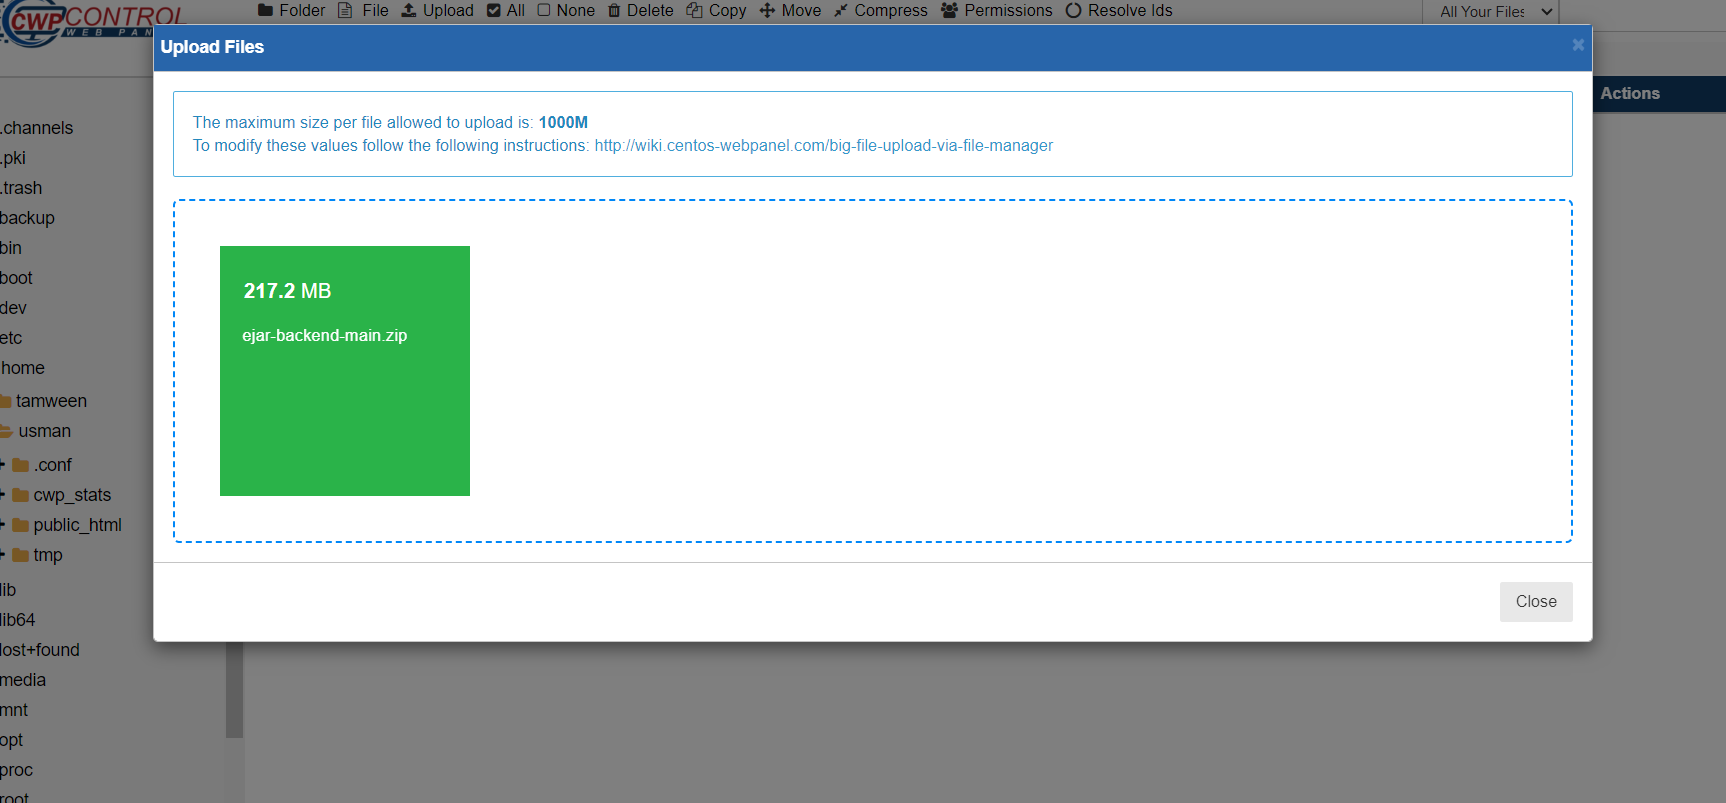 CWP CONTROL
WEB PAN
Folder File Upload All None Delete Copy Move Compress Permissions Resolve Ids
All Your Files
Upload Files
×
Actions
The maximum size per file allowed to upload is: 1000M
To modify these values follow the following instructions: http://wiki.centos-webpanel.com/big-file-upload-via-file-manager
217.2 MB
ejar-backend-main.zip
Close
.channels
.pki
.trash
backup
bin
boot
dev
etc
home
tamween
usman
.conf
cwp_stats
public_html
tmp
lib
lib64
lost+found
media
mnt
opt
proc
root